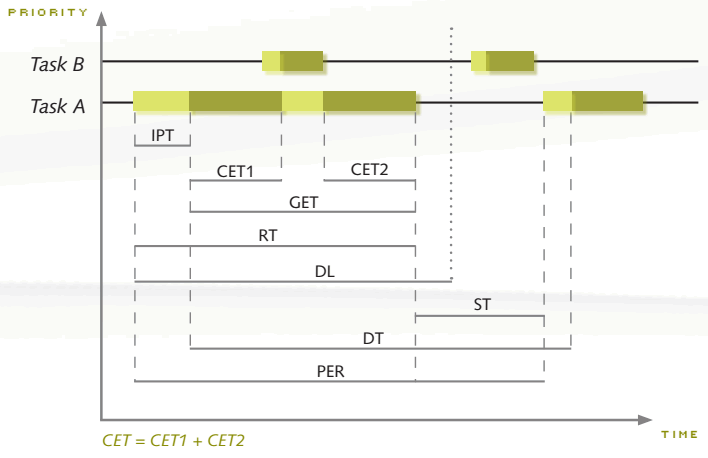 PRIORITY
Task B
Task A
IPT
CET1
CET2
GET
RT
DL
ST
DT
PER
TIME
CET = CET1 + CET2